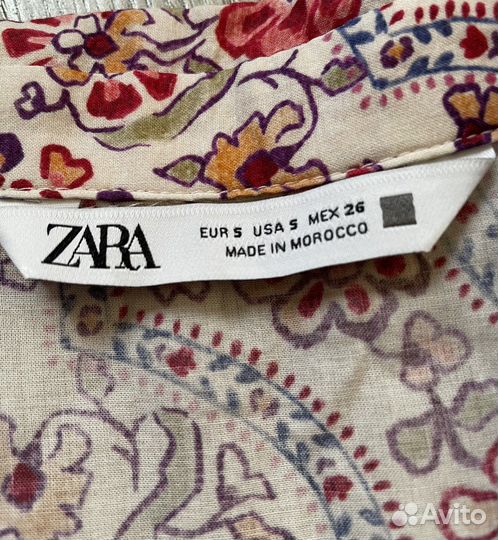 ZARA
EUR S USA S MEX 26
MADE IN MOROCCO
Avito